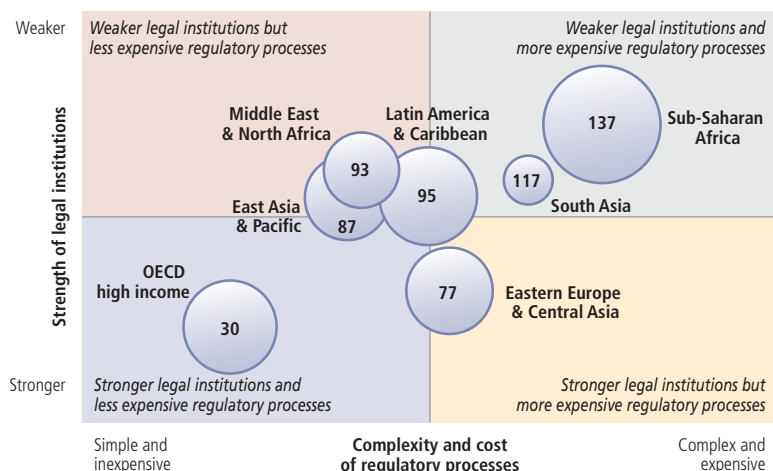 Weaker
Weaker legal institutions but
less expensive regulatory processes
Weaker legal institutions and
more expensive regulatory processes
Strength of legal institutions
Middle East
& North Africa
93
Latin America
& Caribbean
95
137
Sub-Saharan
Africa
117
South Asia
East Asia
& Pacific
87
OECD
high income
30
77
Eastern Europe
& Central Asia
Stronger
Stronger legal institutions and
less expensive regulatory processes
Stronger legal institutions but
more expensive regulatory processes
Simple and
inexpensive
Complexity and cost
of regulatory processes
Complex and
expensive